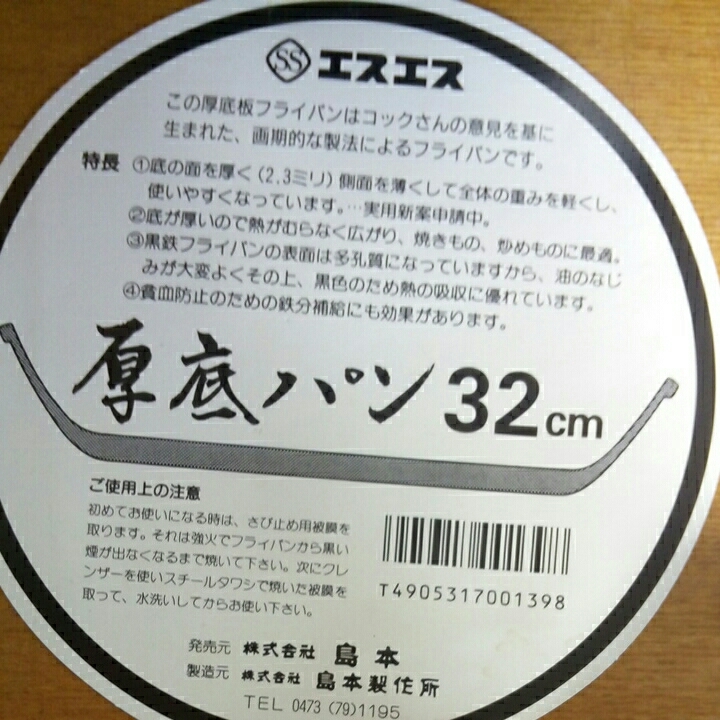 SS エスエス
この厚底板フライパンはコックさんの意見を基に
生まれた、画期的な製法によるフライパンです。
特長 ①底の面を厚く(2.3ミリ)側面を薄くして全体の重みを軽くし、
使いやすくなっています。…実用新案申請中。
②底が厚いので熱がむらなく広がり、焼きもの、炒めものに最適。
③黒鉄フライパンの表面は多孔質になっていますから、油のなじ
みが大変よくその上、黒色のため熱の吸収に優れています。
④貧血防止のための鉄分補給にも効果があります。
厚底パン 32cm
ご使用上の注意
初めてお使いになる時は、さび止め用被膜を
取ります。それは強火でフライパンから黒い
煙が出なくなるまで焼いて下さい。次にクレ
ンザーを使いスチールタワシで焼いた被膜を
取って、水洗いしてからお使い下さい。
T4905317001398
発売元 株式会社 島本
製造元 株式会社 島本製作所
TEL 0473 (79)1195